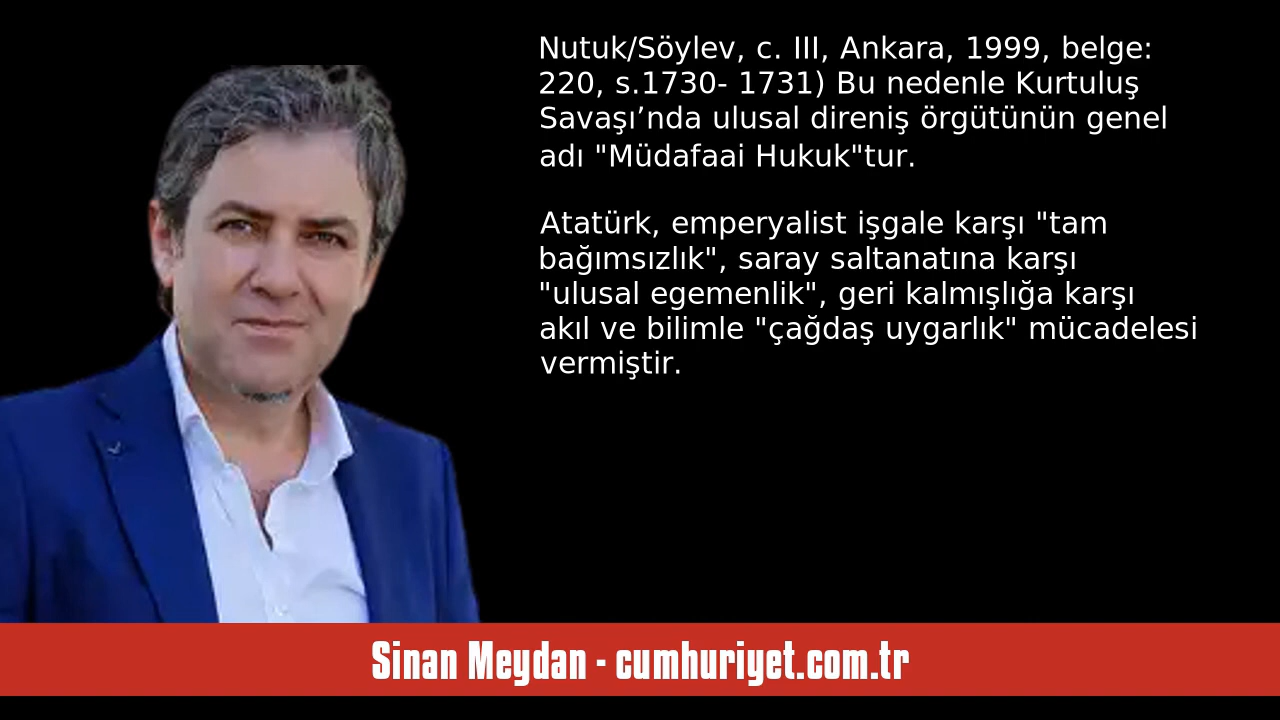 Nutuk/Söylev, c. III, Ankara, 1999, belge:
220, s.1730- 1731) Bu nedenle Kurtuluş
Savaşı’nda ulusal direniş örgütünün genel
adı "Müdafaai Hukuk"tur.
Atatürk, emperyalist işgale karşı "tam
bağımsızlık", saray saltanatına karşı
"ulusal egemenlik", geri kalmışlığa karşı
akıl ve bilimle "çağdaş uygarlık" mücadelesi
vermiştir.
Sinan Meydan - cumhuriyet.com.tr